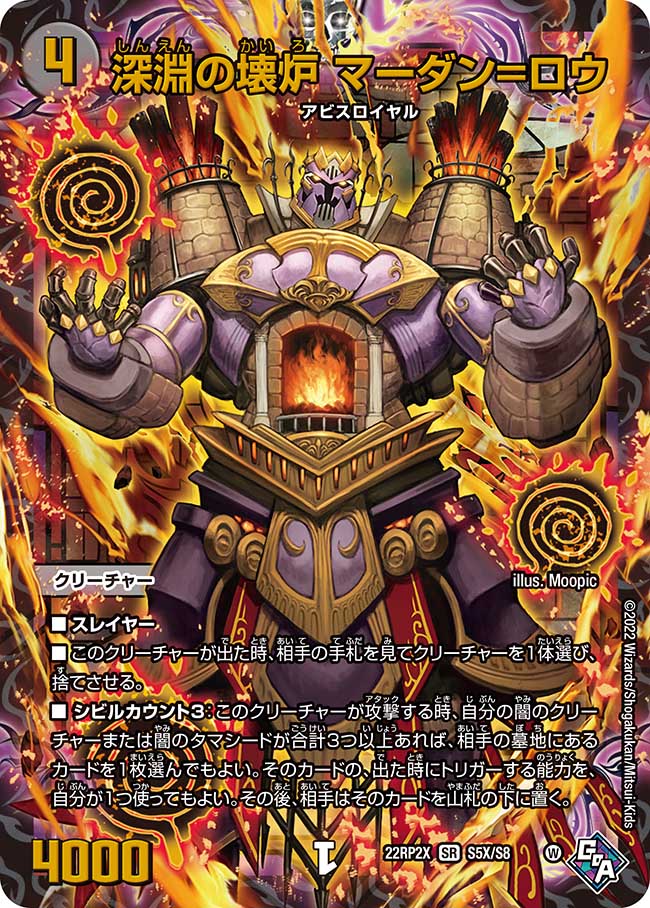 4
深淵の壊炉 マーダン=ロウ
しんえん かいろ
アビスロイヤル
クリーチャー
illus. Moopic
■ スレイヤー
■ このクリーチャーが出た時、相手の手札を見てクリーチャーを1体選び、
捨てさせる。
■ シビルカウント3：このクリーチャーが攻撃する時、自分の闇のクリー
チャーまたは闇のタマシードが合計3つ以上あれば、相手の墓地にある
カードを1枚選んでもよい。そのカードの、出た時にトリガーする能力を、
自分が1つ使ってもよい。その後、相手はそのカードを山札の下に置く。
©2022 Wizards/Shogakukan/Mitsui-Kids
4000
22RP2X SR S5X/S8 W